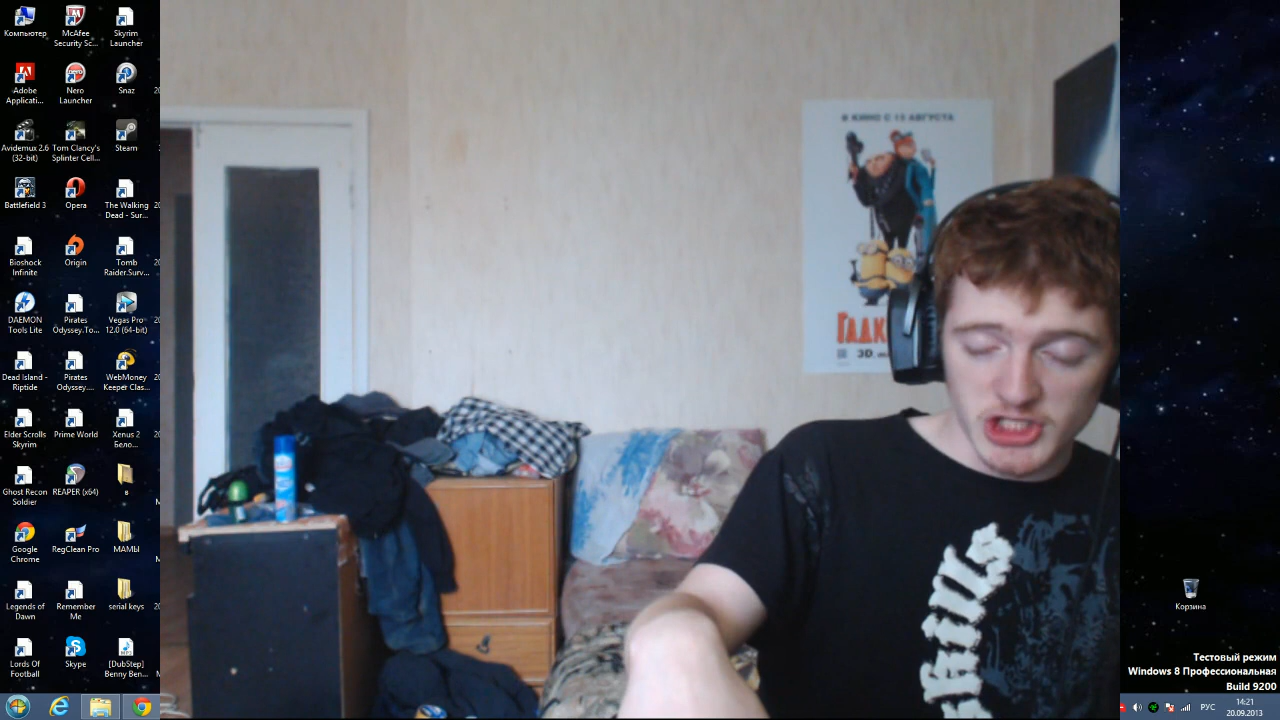 Компьютер
McAfee Security Sc...
Skyrim Launcher
Adobe Applicati...
Nero Launcher
Snaz
Avidemux 2.6 (32-bit)
Tom Clancy's Splinter Cell...
Steam
Battlefield 3
Opera
The Walking Dead - Sur...
Bioshock Infinite
Origin
Tomb Raider.Surv...
DAEMON Tools Lite
Pirates Odyssey.To...
Vegas Pro 12.0 (64-bit)
Dead Island - Riptide
Pirates Odyssey....
WebMoney Keeper Clas...
Elder Scrolls Skyrim
Prime World
Xenus 2 Бело...
Ghost Recon Soldier
REAPER (x64)
в
Google Chrome
RegClean Pro
МАМЫ
Legends of Dawn
Remember Me
serial keys
Lords Of Football
Skype
[DubStep] Benny Ben...
В КИНО С 15 АВГУСТА
ГАДК
3D
Корзина
Тестовый режим
Windows 8 Профессиональная
Build 9200
РУС
14:21
20.09.2013